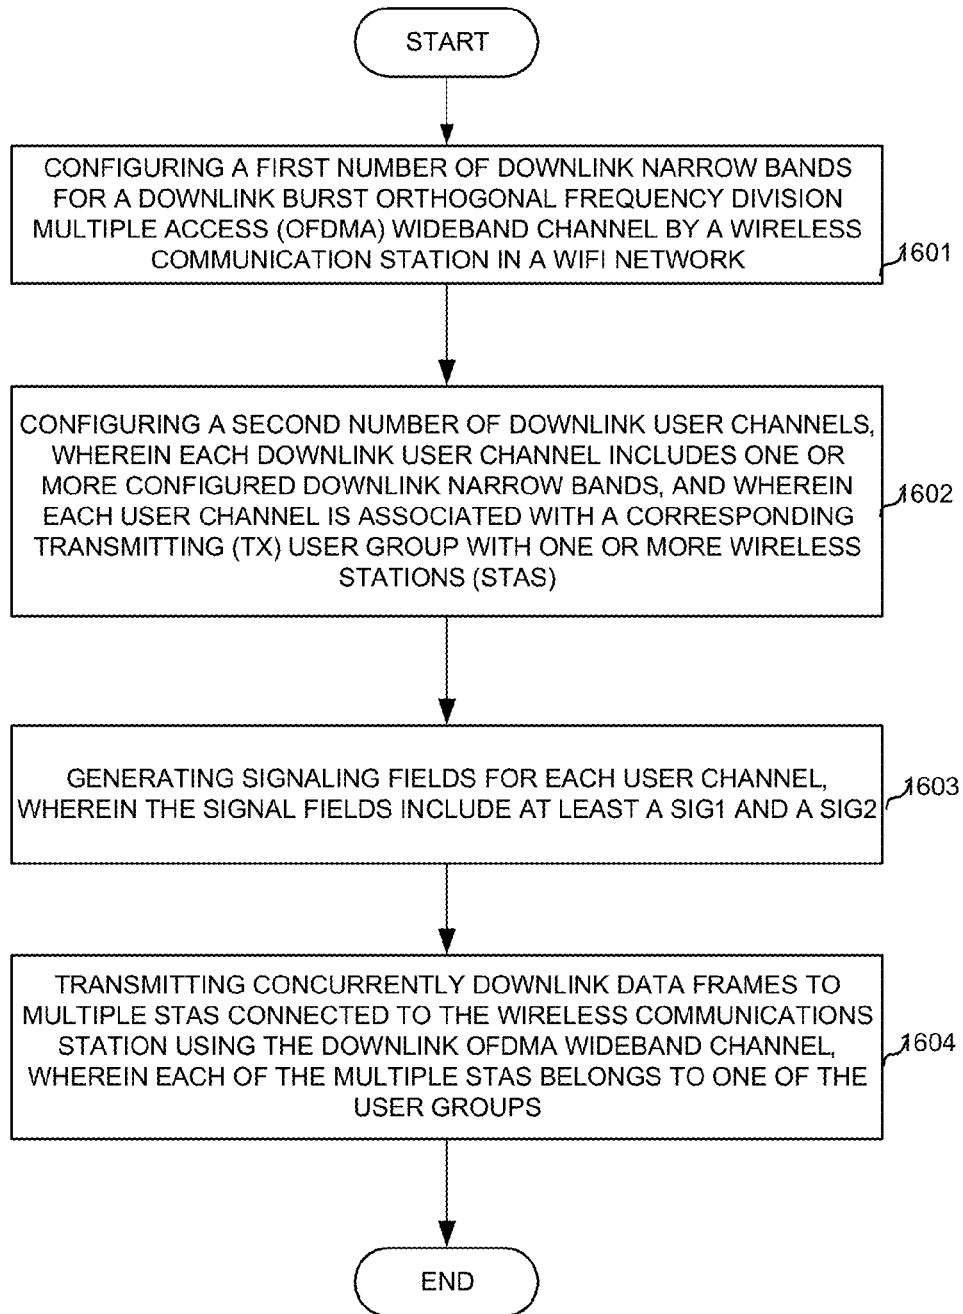 START
CONFIGURING A FIRST NUMBER OF DOWNLINK NARROW BANDS
FOR A DOWNLINK BURST ORTHOGONAL FREQUENCY DIVISION
MULTIPLE ACCESS (OFDMA) WIDEBAND CHANNEL BY A WIRELESS
COMMUNICATION STATION IN A WIFI NETWORK
1601
CONFIGURING A SECOND NUMBER OF DOWNLINK USER CHANNELS,
WHEREIN EACH DOWNLINK USER CHANNEL INCLUDES ONE OR
MORE CONFIGURED DOWNLINK NARROW BANDS, AND WHEREIN
EACH USER CHANNEL IS ASSOCIATED WITH A CORRESPONDING
TRANSMITTING (TX) USER GROUP WITH ONE OR MORE WIRELESS
STATIONS (STAS)
1602
GENERATING SIGNALING FIELDS FOR EACH USER CHANNEL,
WHEREIN THE SIGNAL FIELDS INCLUDE AT LEAST A SIG1 AND A SIG2
1603
TRANSMITTING CONCURRENTLY DOWNLINK DATA FRAMES TO
MULTIPLE STAS CONNECTED TO THE WIRELESS COMMUNICATIONS
STATION USING THE DOWNLINK OFDMA WIDEBAND CHANNEL,
WHEREIN EACH OF THE MULTIPLE STAS BELONGS TO ONE OF THE
USER GROUPS
1604
END